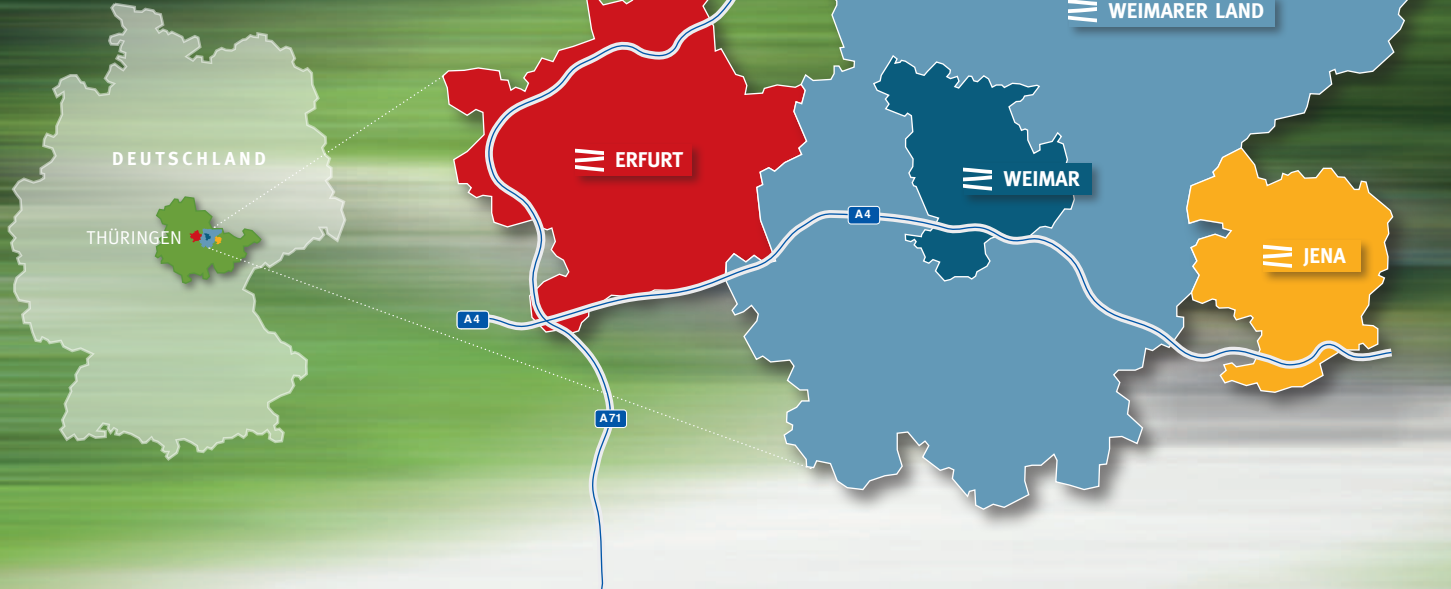 WEIMARER LAND
DEUTSCHLAND
ERFURT
WEIMAR
A4
THÜRINGEN
JENA
A4
A71